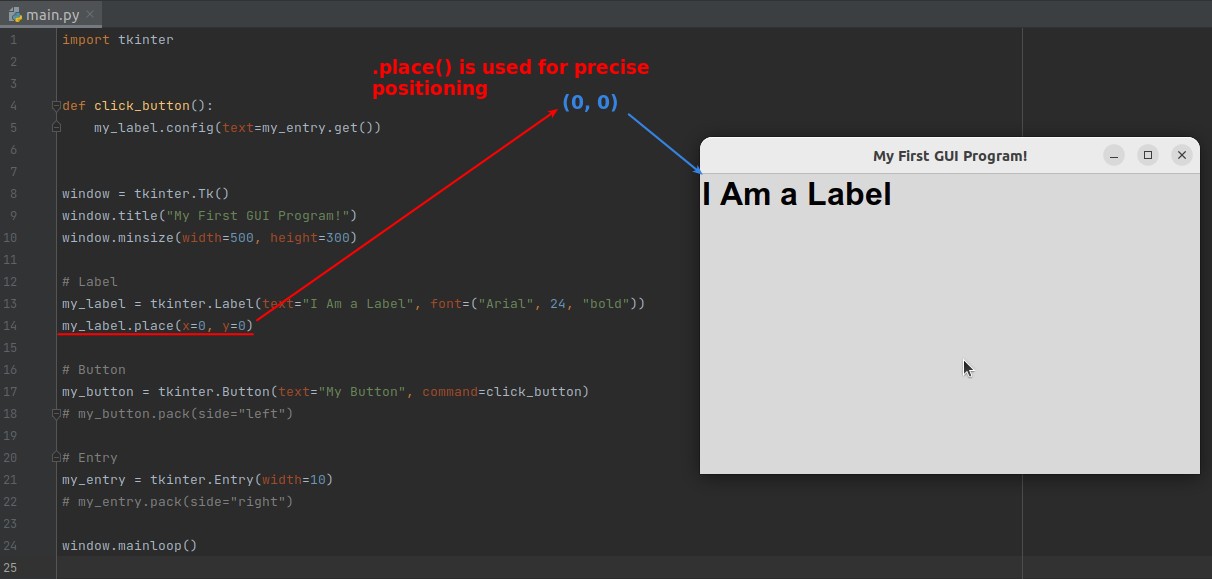 main.py
1 import tkinter
2
3
4 def click_button():
5     my_label.config(text=my_entry.get())
6
7
8 window = tkinter.Tk()
9 window.title("My First GUI Program!")
10 window.minsize(width=500, height=300)
11
12 # Label
13 my_label = tkinter.Label(text="I Am a Label", font=("Arial", 24, "bold"))
14 my_label.place(x=0, y=0)
15
16 # Button
17 my_button = tkinter.Button(text="My Button", command=click_button)
18 # my_button.pack(side="left")
19
20 # Entry
21 my_entry = tkinter.Entry(width=10)
22 # my_entry.pack(side="right")
23
24 window.mainloop()
25
.place() is used for precise
positioning
(0, 0)
My First GUI Program!
I Am a Label